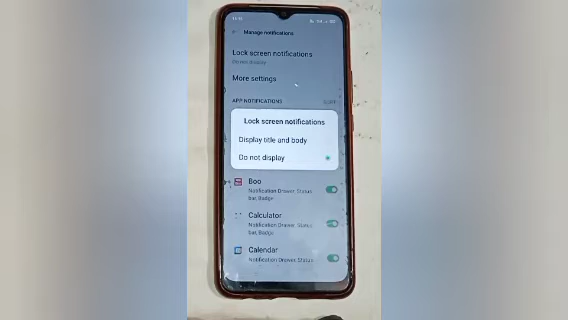 Manage notifications
Lock screen notifications
More settings
APP NOTIFICATIONS
Lock screen notifications
Display title and body
Do not display
Boo
Notification Drawer, Status
bar, Badge
Calculator
Notification Drawer, Status
bar, Badge
Calendar
Notification Drawer, Status